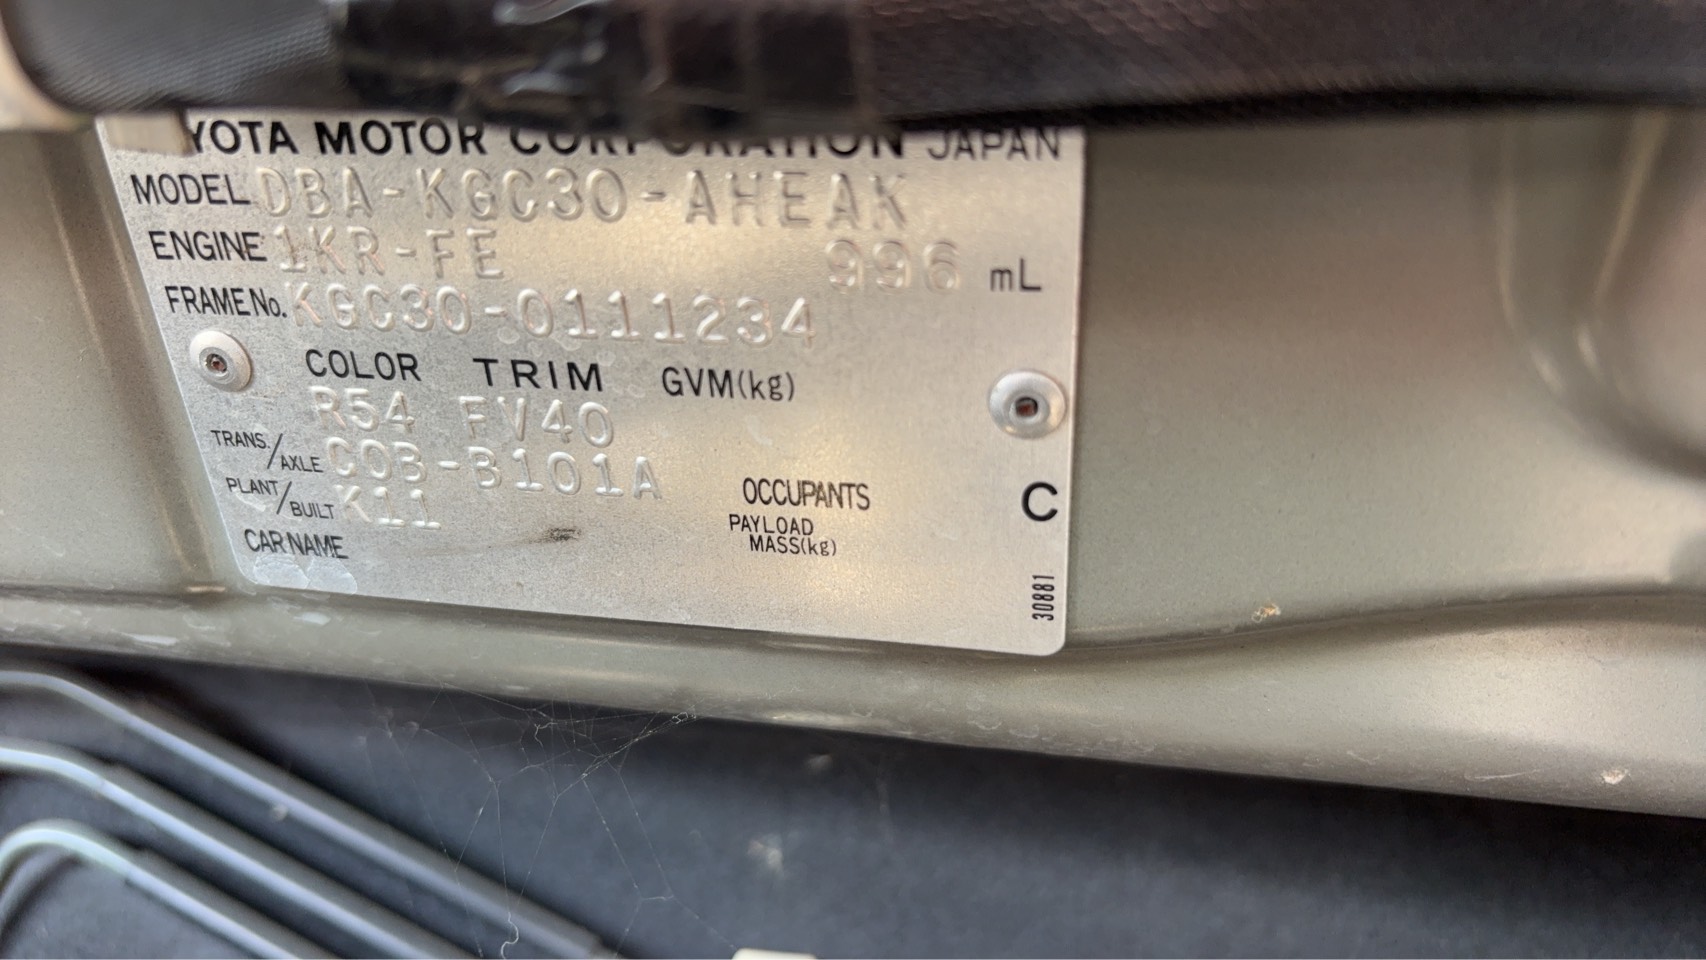 YOTA MOTOR CORPORATION JAPAN
MODEL DBA-KGC30-AHEAK
ENGINE 1KR-FE 996 mL
FRAME No. KGC30-0111234
COLOR TRIM GVM(kg)
R54 FV40
TRANS./AXLE C0B-B101A
PLANT/BUILT K11
OCCUPANTS
C
PAYLOAD
MASS(kg)
CAR NAME
30881